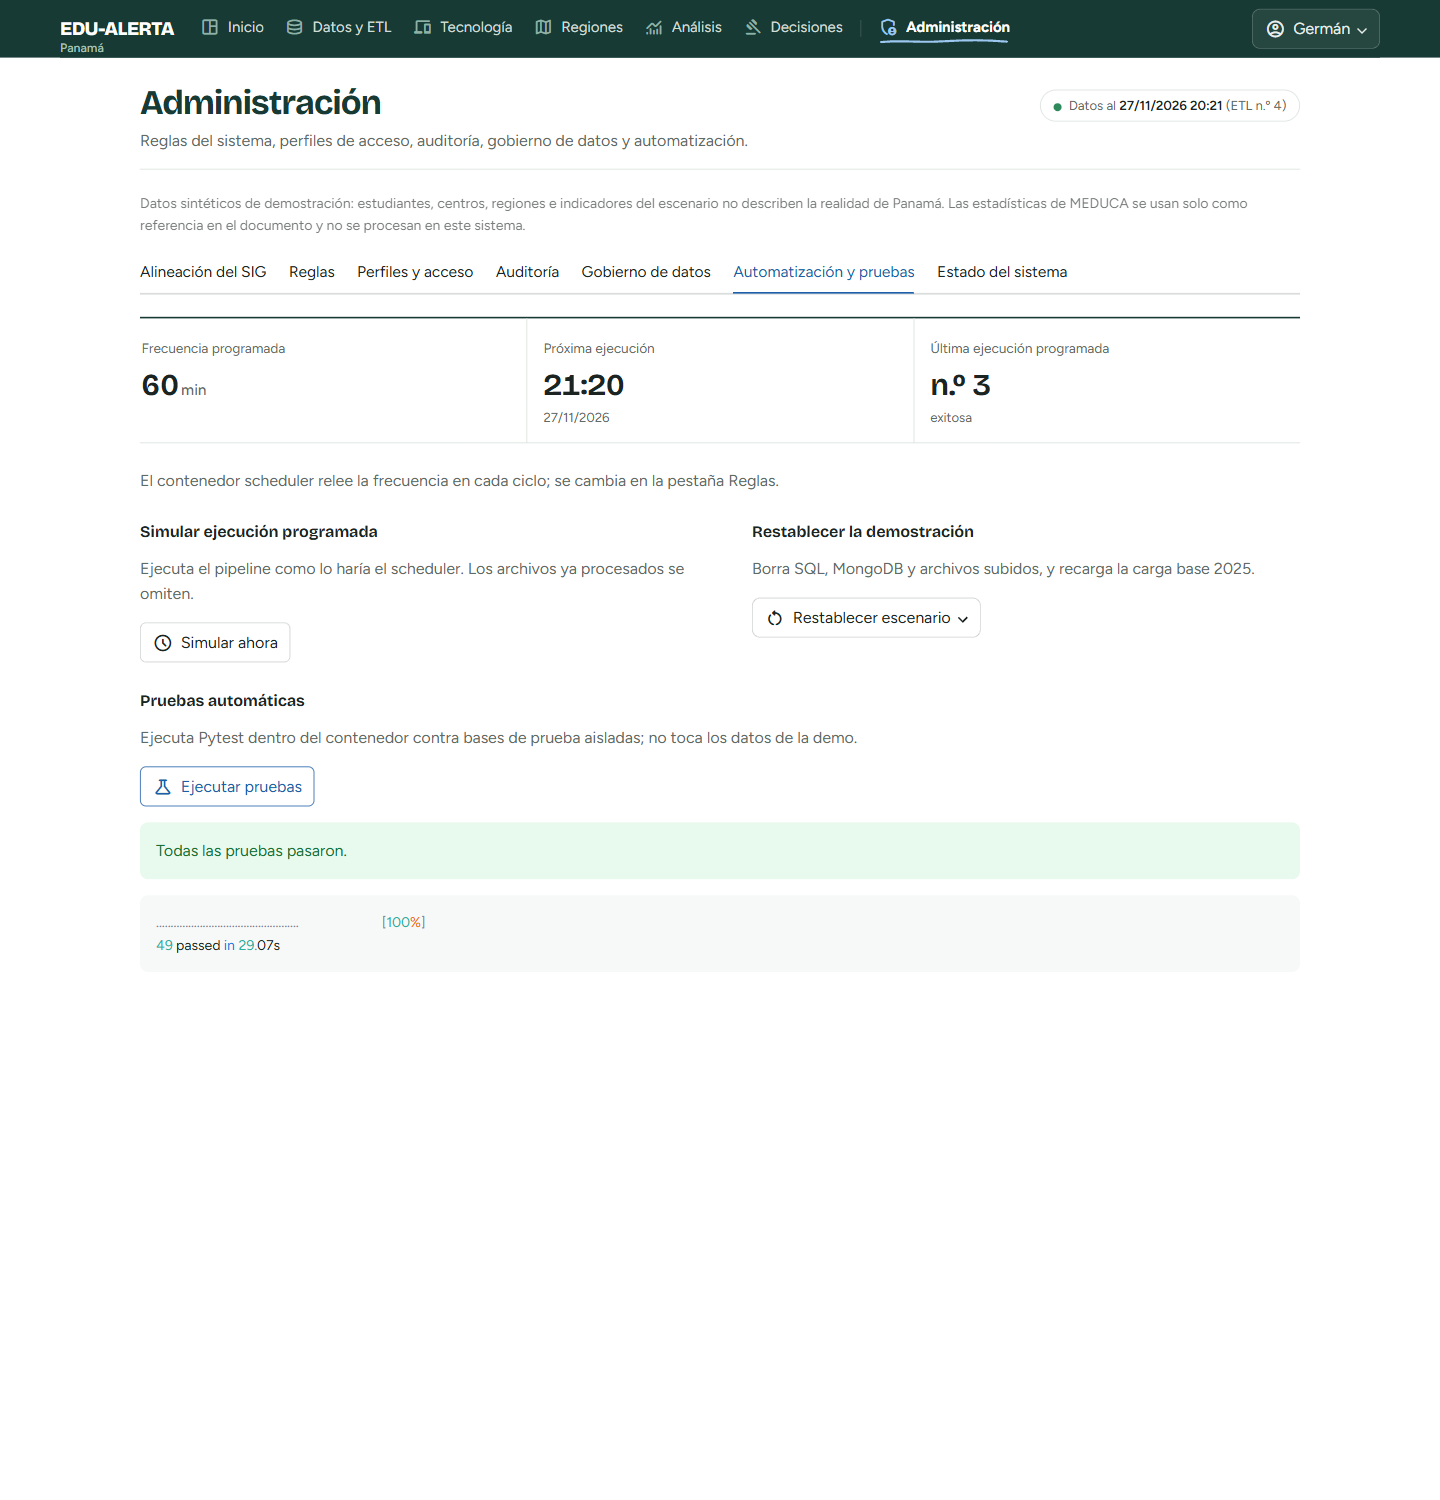 EDU-ALERTA
Panamá
Inicio
Datos y ETL
Tecnología
Regiones
Análisis
Decisiones
Administración
Germán
Administración
Datos al 27/11/2026 20:21 (ETL n.º 4)
Reglas del sistema, perfiles de acceso, auditoría, gobierno de datos y automatización.
Datos sintéticos de demostración: estudiantes, centros, regiones e indicadores del escenario no describen la realidad de Panamá. Las estadísticas de MEDUCA se usan solo como
referencia en el documento y no se procesan en este sistema.
Alineación del SIG
Reglas
Perfiles y acceso
Auditoría
Gobierno de datos
Automatización y pruebas
Estado del sistema
Frecuencia programada
60 min
Próxima ejecución
21:20
27/11/2026
Última ejecución programada
n.º 3
exitosa
El contenedor scheduler relee la frecuencia en cada ciclo; se cambia en la pestaña Reglas.
Simular ejecución programada
Ejecuta el pipeline como lo haría el scheduler. Los archivos ya procesados se
omiten.
Simular ahora
Restablecer la demostración
Borra SQL, MongoDB y archivos subidos, y recarga la carga base 2025.
Restablecer escenario
Pruebas automáticas
Ejecuta Pytest dentro del contenedor contra bases de prueba aisladas; no toca los datos de la demo.
Ejecutar pruebas
Todas las pruebas pasaron.
................................................. [100%]
49 passed in 29.07s